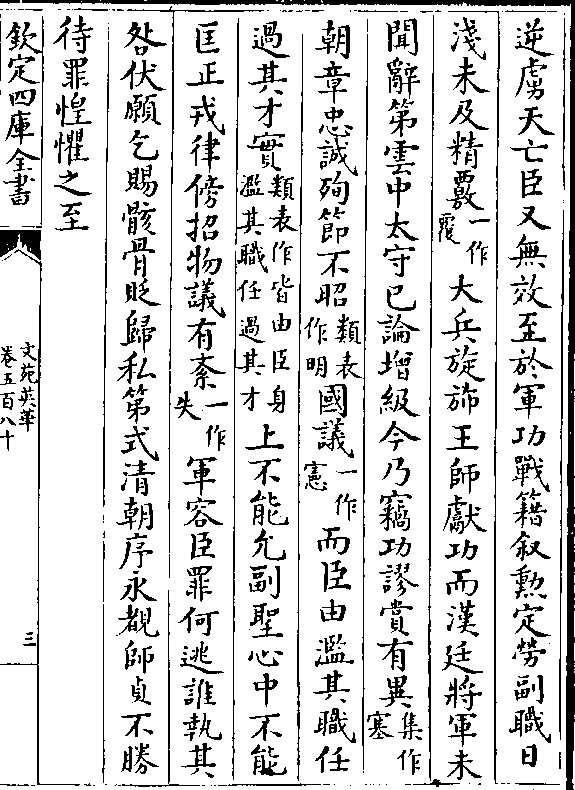 逆虜天亡臣又無效至於軍功戰籍叙勲定勞副職日
淺未及精覈一作覆大兵旋斾王師獻功而漢廷將軍未
聞辭第雲中太守已論增級今乃竊功謬賞有異集作塞
朝章忠誠殉節不昭類表作明國議一作憲而臣由濫其職任
過其才實類表作皆由臣身濫其職任過其才上不能允副聖心中不能
匡正戎律傍招物議有紊一作失軍容臣罪何逃誰執其
咎伏願乞賜骸骨貶歸私第式清朝序永覩師貞不勝
待罪惶懼之至
欽定四庫全書
文苑英華
卷五百八十
三